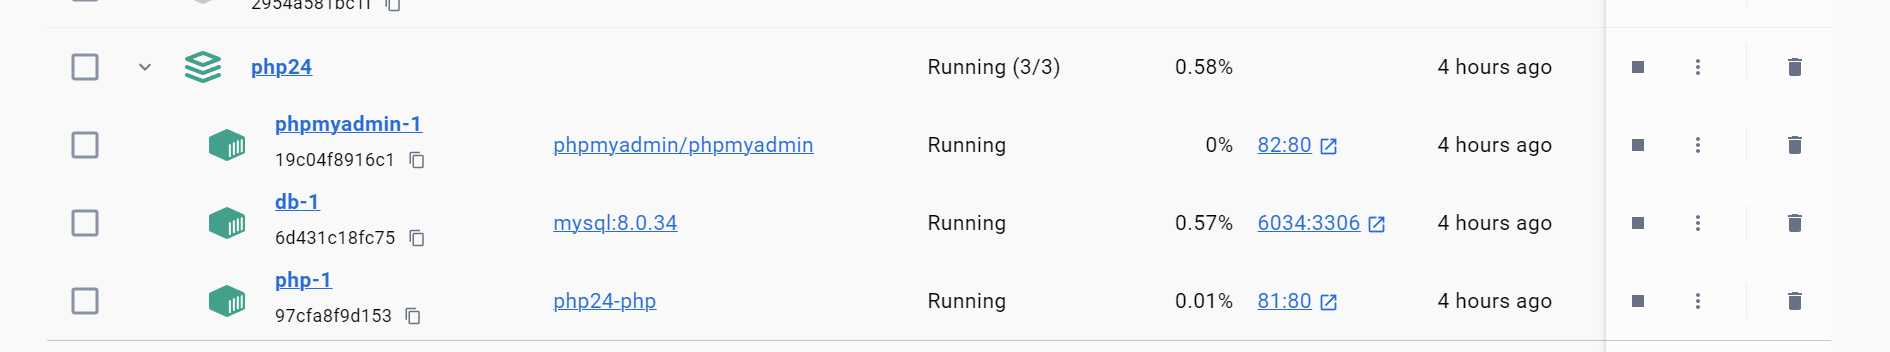 2954a581bc1f
php24 Running (3/3) 0.58% 4 hours ago
phpmyadmin-1
19c04f8916c1
phpmyadmin/phpmyadmin Running 0% 82:80 4 hours ago
db-1
6d431c18fc75
mysql:8.0.34 Running 0.57% 6034:3306 4 hours ago
php-1
97cfa8f9d153
php24-php Running 0.01% 81:80 4 hours ago